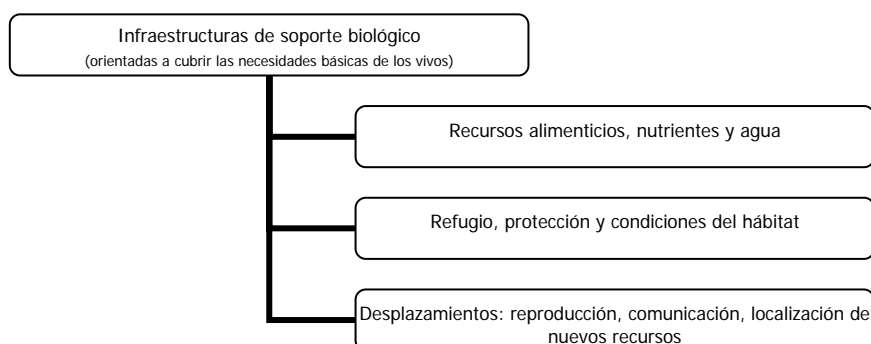 Infraestructuras de soporte biológico
(orientadas a cubrir las necesidades básicas de los vivos)
Recursos alimenticios, nutrientes y agua
Refugio, protección y condiciones del hábitat
Desplazamientos: reproducción, comunicación, localización de
nuevos recursos